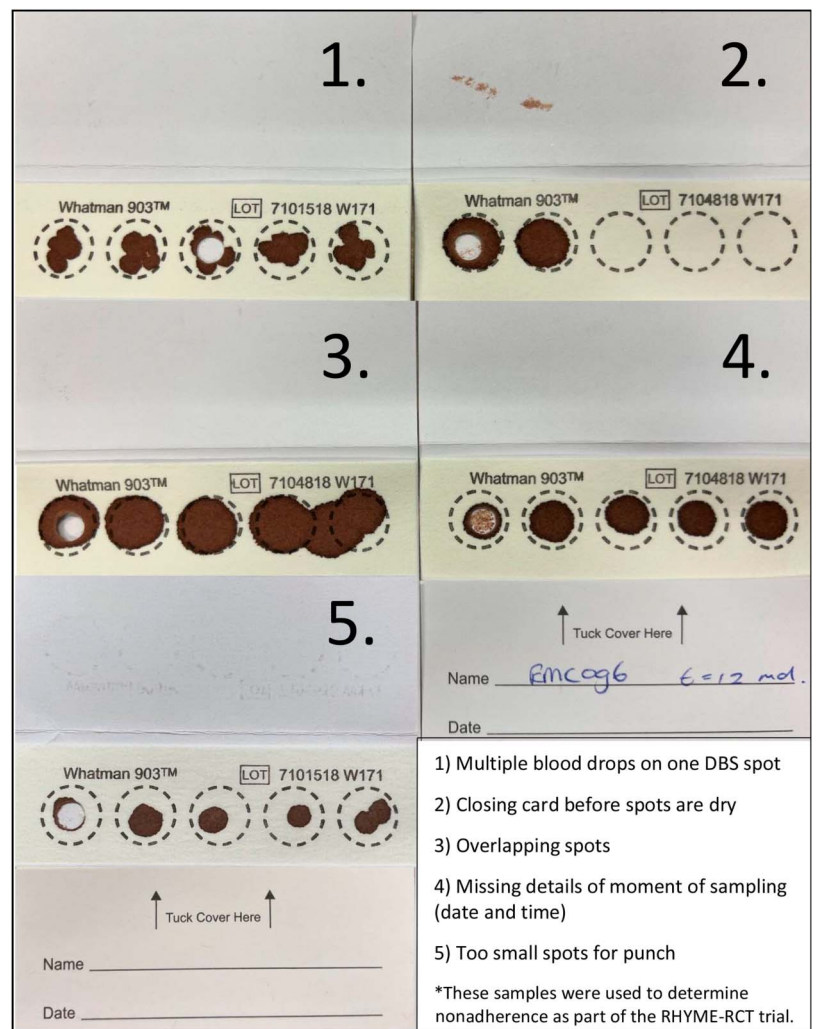 1.
Whatman 903™ LOT 7101518 W171
2.
Whatman 903™ LOT 7104818 W171
3.
Whatman 903™ LOT 7104818 W171
4.
Whatman 903™ LOT 7104818 W171
Tuck Cover Here
Name EMC096 t=12 md.
Date
5.
Whatman 903™ LOT 7101518 W171
Tuck Cover Here
Name
Date
1) Multiple blood drops on one DBS spot
2) Closing card before spots are dry
3) Overlapping spots
4) Missing details of moment of sampling
(date and time)
5) Too small spots for punch
*These samples were used to determine
nonadherence as part of the RHYME-RCT trial.